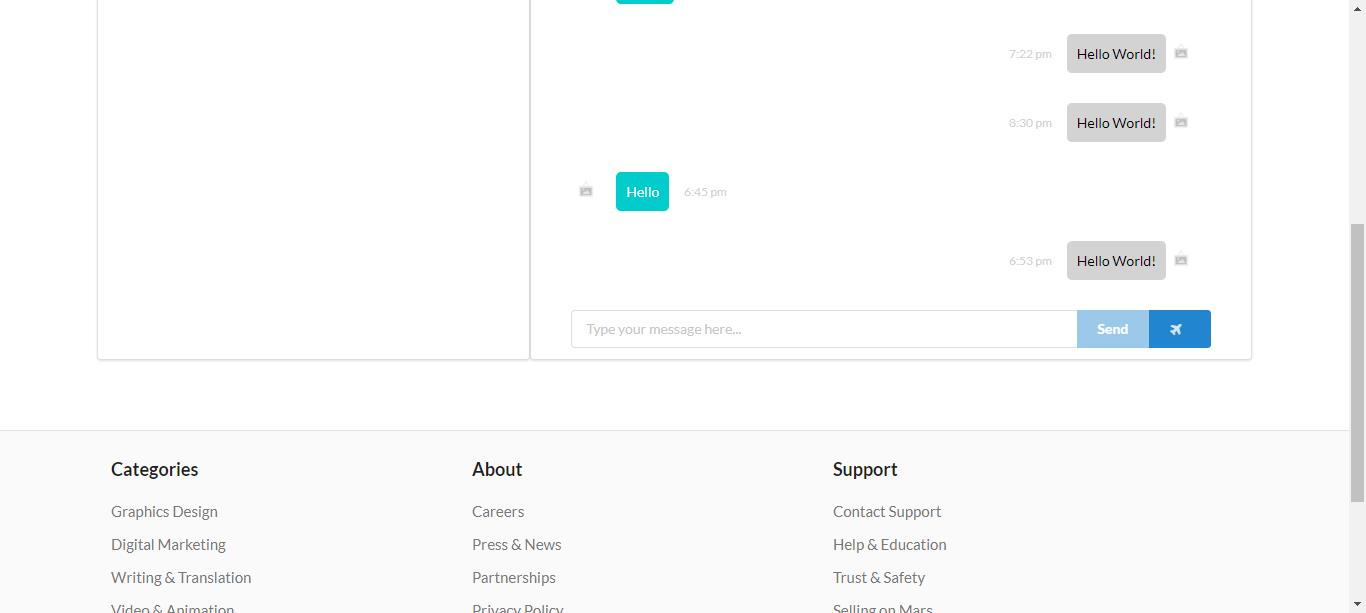 7:22 pm Hello World!
8:30 pm Hello World!
Hello 6:45 pm
6:53 pm Hello World!
Type your message here... Send
Categories About Support
Graphics Design Careers Contact Support
Digital Marketing Press & News Help & Education
Writing & Translation Partnerships Trust & Safety
Video & Animation Privacy Policy Selling on Mars